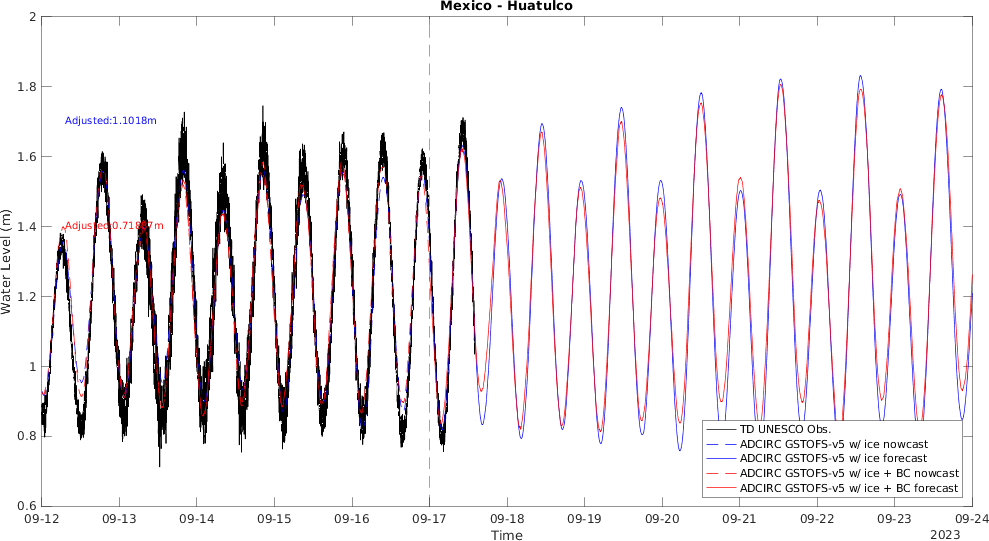 Mexico - Huatulco
2
1.8
1.6
1.4
1.2
1
0.8
0.6
Water Level (m)
Adjusted:1.1018m
TD UNESCO Obs.
ADCIRC GSTOFS-v5 w/ ice nowcast
ADCIRC GSTOFS-v5 w/ ice forecast
ADCIRC GSTOFS-v5 w/ ice + BC nowcast
ADCIRC GSTOFS-v5 w/ ice + BC forecast
09-12 09-13 09-14 09-15 09-16 09-17 09-18 09-19 09-20 09-21 09-22 09-23 09-24
Time
2023